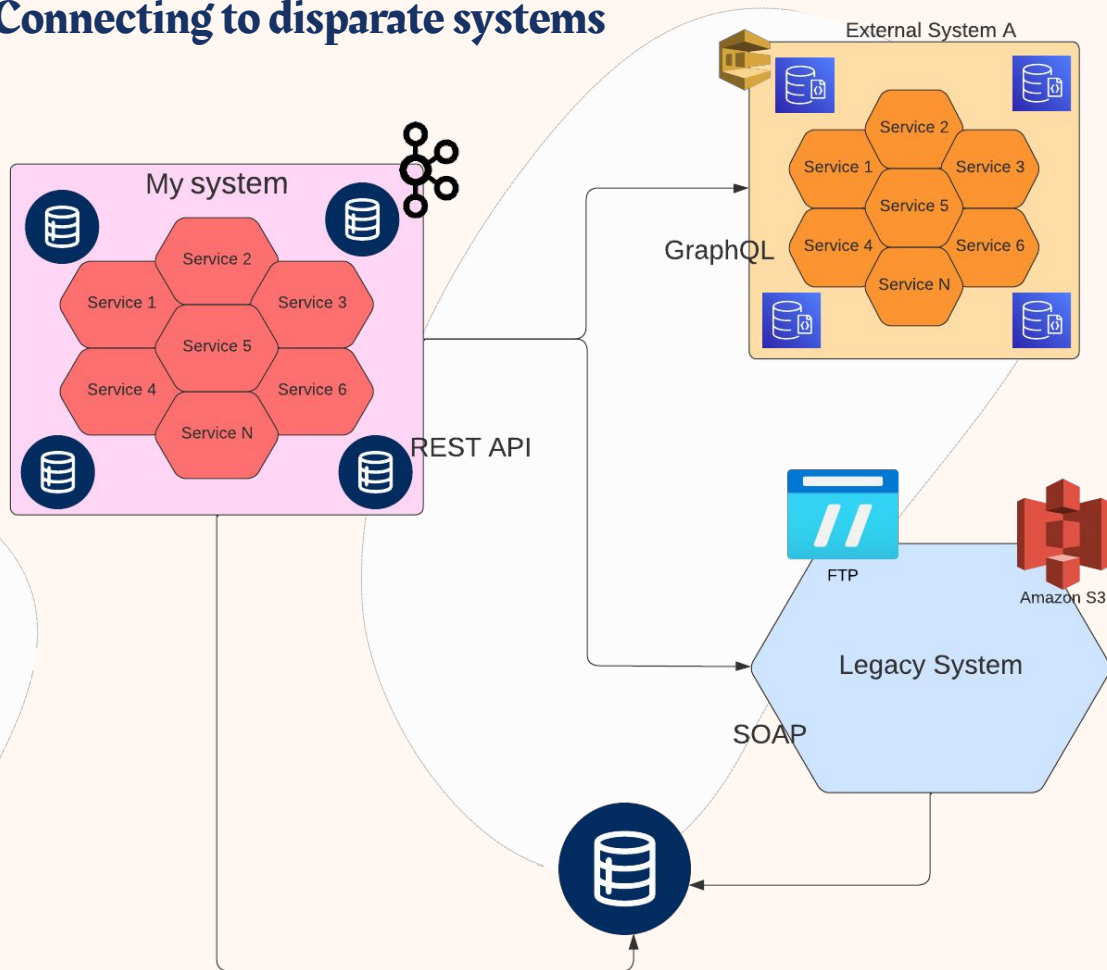 Connecting to disparate systems
External System A
Service 2
Service 1
Service 3
Service 5
Service 4
Service 6
Service N
GraphQL
My system
Service 2
Service 1
Service 3
Service 5
Service 4
Service 6
Service N
REST API
FTP
Amazon S3
Legacy System
SOAP